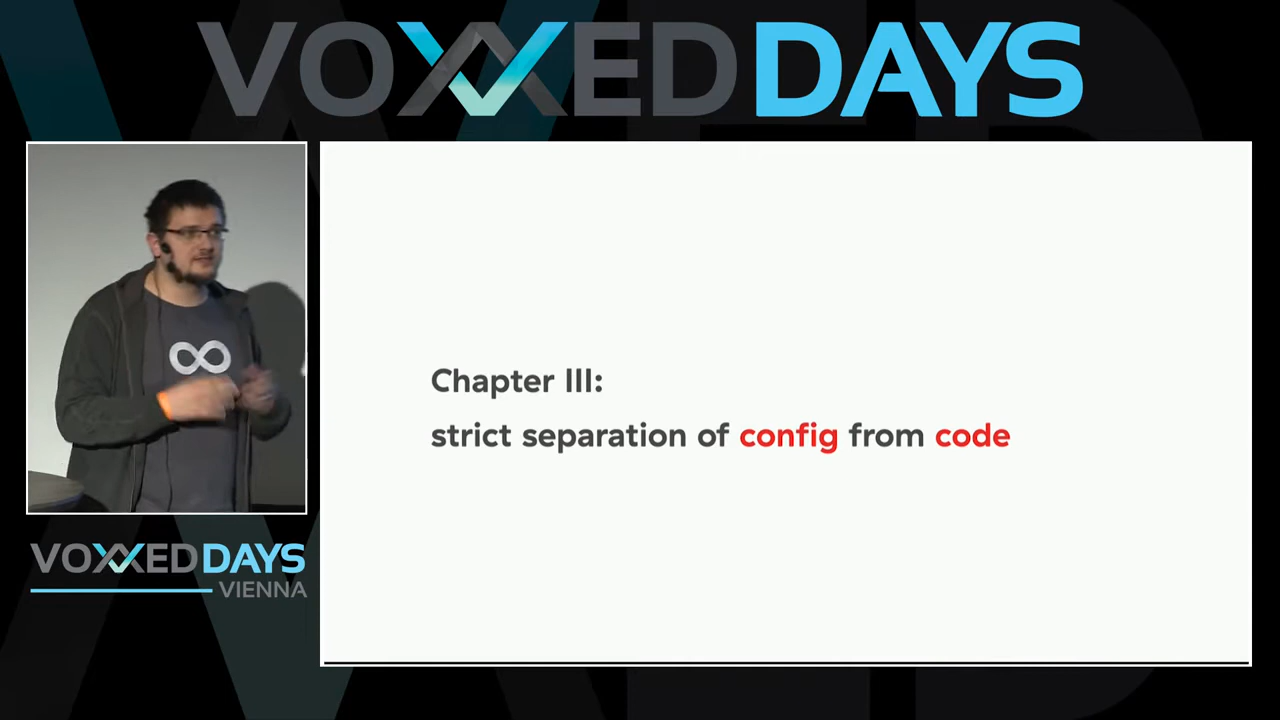 VOXXED DAYS
Chapter III:
strict separation of config from code
VOXXED DAYS
VIENNA